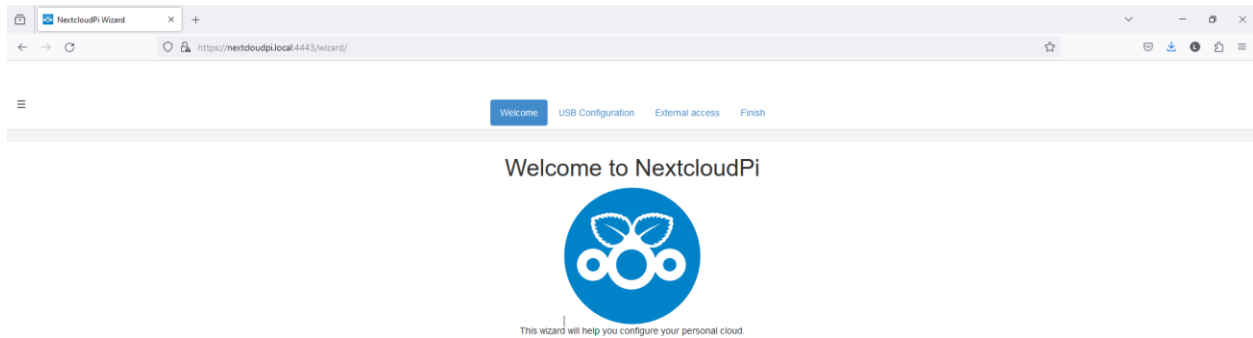 NextcloudPi Wizard
https://nextcloudpi.local:4443/wizard/
Welcome USB Configuration External access Finish
Welcome to NextcloudPi
This wizard will help you configure your personal cloud.